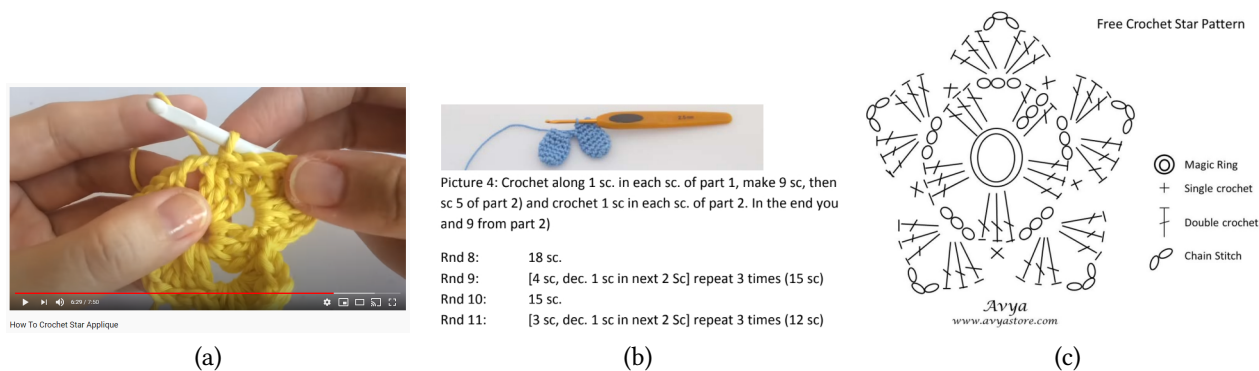 Free Crochet Star Pattern
6:29 / 7:50
How To Crochet Star Applique
Picture 4: Crochet along 1 sc. in each sc. of part 1, make 9 sc, then
sc 5 of part 2) and crochet 1 sc in each sc. of part 2. In the end you
and 9 from part 2)
Rnd 8: 18 sc.
Rnd 9: [4 sc, dec. 1 sc in next 2 Sc] repeat 3 times (15 sc)
Rnd 10: 15 sc.
Rnd 11: [3 sc, dec. 1 sc in next 2 Sc] repeat 3 times (12 sc)
Magic Ring
Single crochet
Double crochet
Chain Stitch
Avya
www.avyastore.com
(a)
(b)
(c)